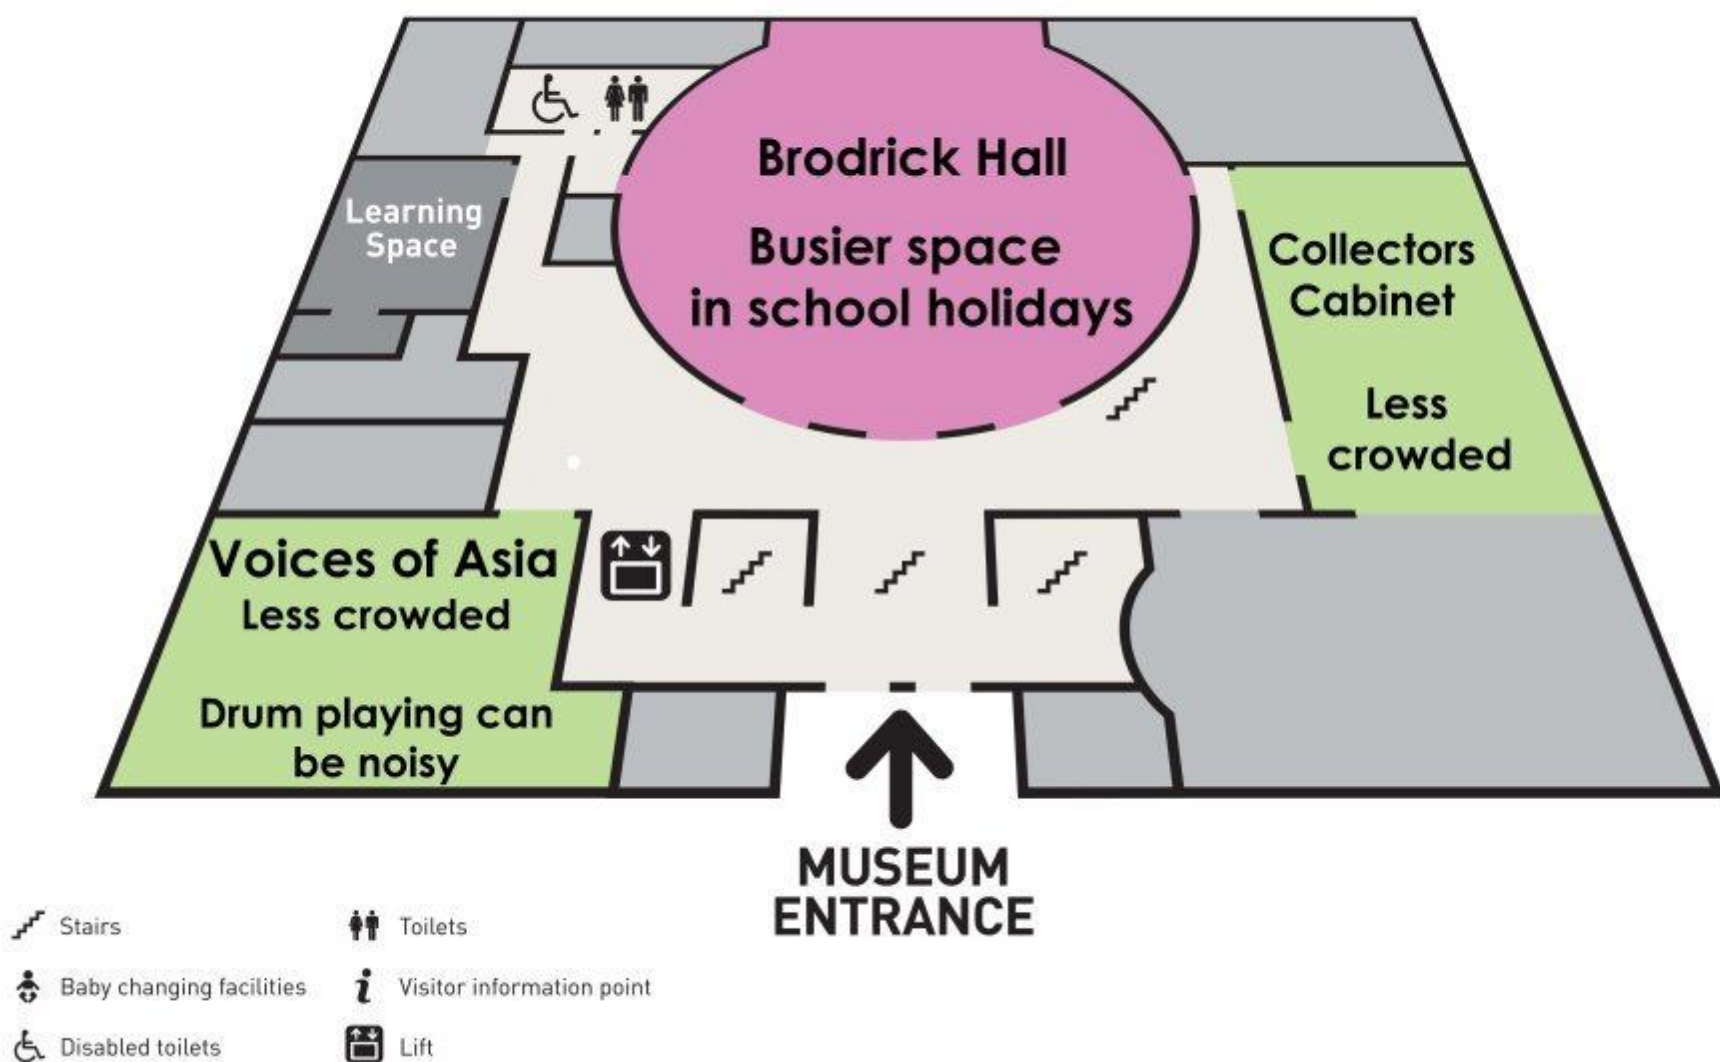 Brodrick Hall
Busier space
in school holidays
Learning
Space
Collectors
Cabinet
Less
crowded
Voices of Asia
Less crowded
Drum playing can
be noisy
MUSEUM
ENTRANCE
Stairs
Toilets
Baby changing facilities
Visitor information point
Disabled toilets
Lift